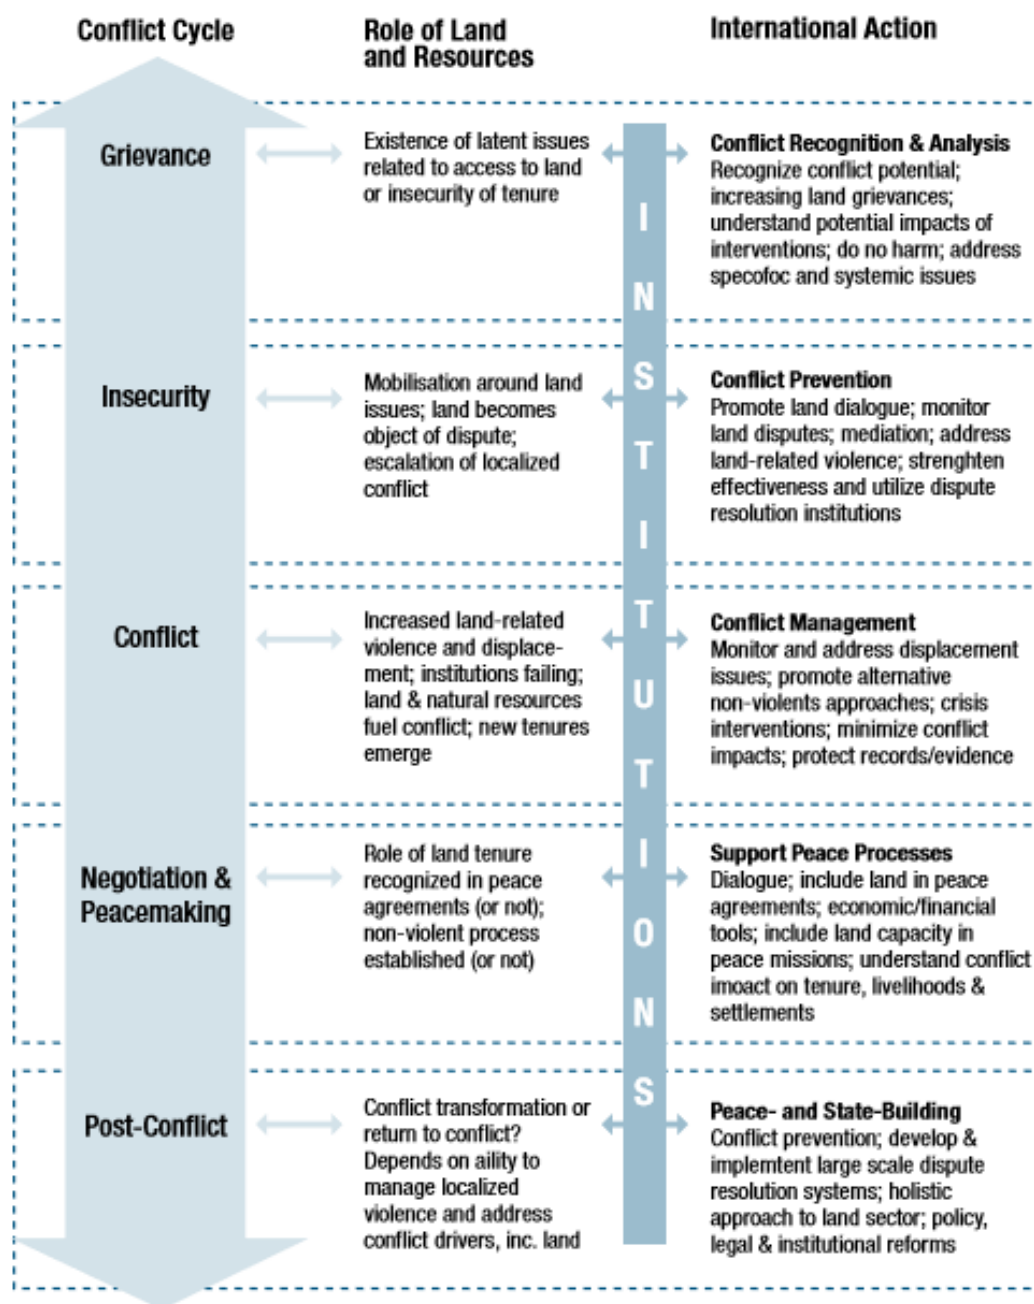 Conflict Cycle
Role of Land
and Resources
International Action
Grievance
Existence of latent issues
related to access to land
or insecurity of tenure
Conflict Recognition & Analysis
Recognize conflict potential;
increasing land grievances;
understand potential impacts of
interventions; do no harm; address
specofoc and systemic issues
Insecurity
Mobilisation around land
issues; land becomes
object of dispute;
escalation of localized
conflict
Conflict Prevention
Promote land dialogue; monitor
land disputes; mediation; address
land-related violence; strenghten
effectiveness and utilize dispute
resolution institutions
Conflict
Increased land-related
violence and displace-
ment; institutions failing;
land & natural resources
fuel conflict; new tenures
emerge
Conflict Management
Monitor and address displacement
issues; promote alternative
non-violents approaches; crisis
interventions; minimize conflict
impacts; protect records/evidence
Negotiation &
Peacemaking
Role of land tenure
recognized in peace
agreements (or not);
non-violent process
established (or not)
Support Peace Processes
Dialogue; include land in peace
agreements; economic/financial
tools; include land capacity in
peace missions; understand conflict
imoact on tenure, livelihoods &
settlements
Post-Conflict
Conflict transformation or
return to conflict?
Depends on aility to
manage localized
violence and address
conflict drivers, inc. land
Peace- and State-Building
Conflict prevention; develop &
implemtent large scale dispute
resolution systems; holistic
approach to land sector; policy,
legal & institutional reforms
INSTITUTIONS